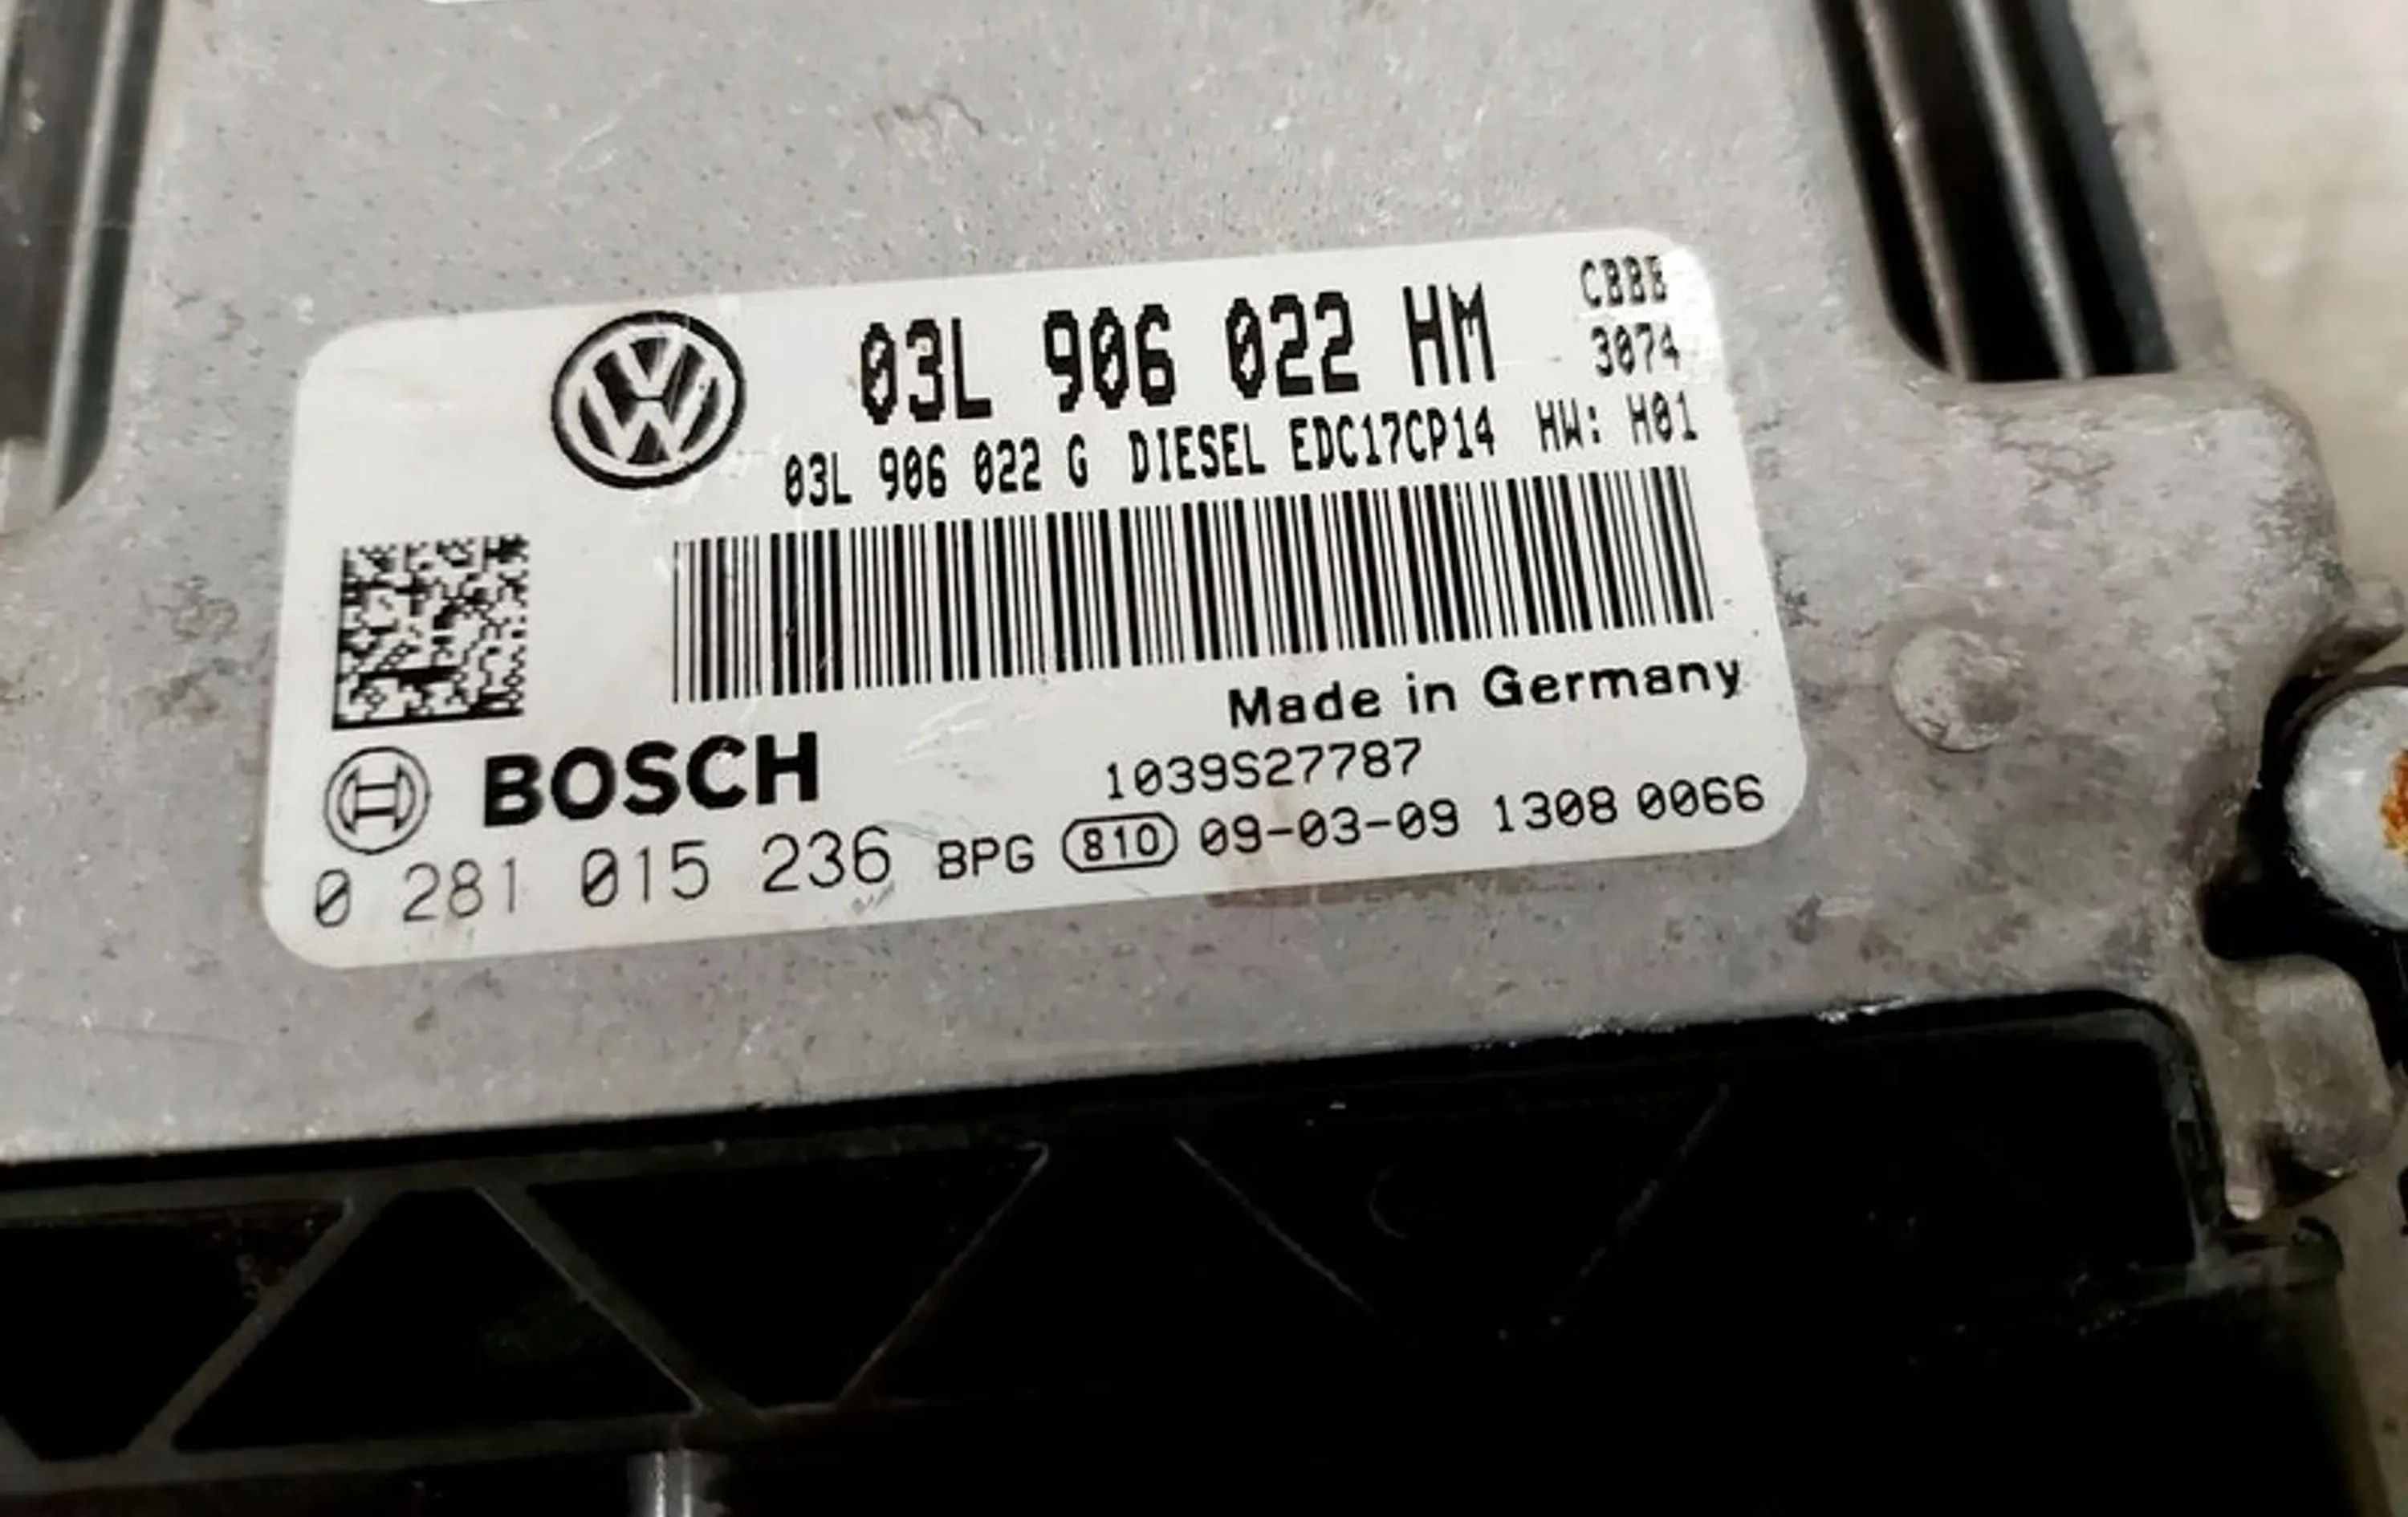 03L 906 022 HM
CBBB
3074
03L 906 022 G DIESEL EDC17CP14 HW: H01
Made in Germany
BOSCH
1039S27787
0 281 015 236 BPG 810 09-03-09 1308 0066